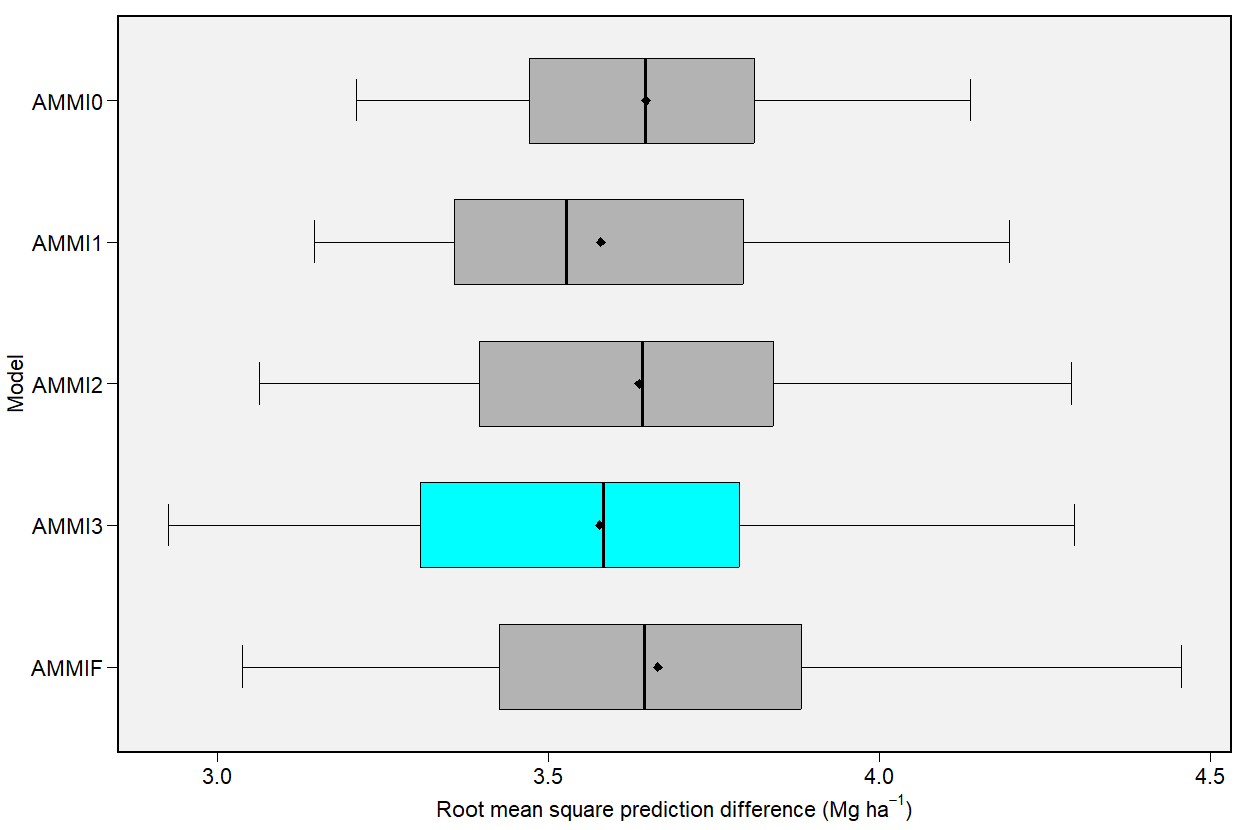 AMMI0
AMMI1
AMMI2
AMMI3
AMMIF
Model
3.0 3.5 4.0 4.5
Root mean square prediction difference (Mg ha⁻¹)